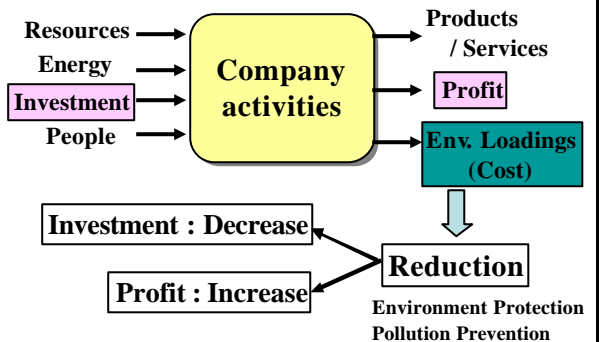 Resources
Energy
Investment
People
Company
activities
Products
/ Services
Profit
Env. Loadings
(Cost)
Investment : Decrease
Profit : Increase
Reduction
Environment Protection
Pollution Prevention